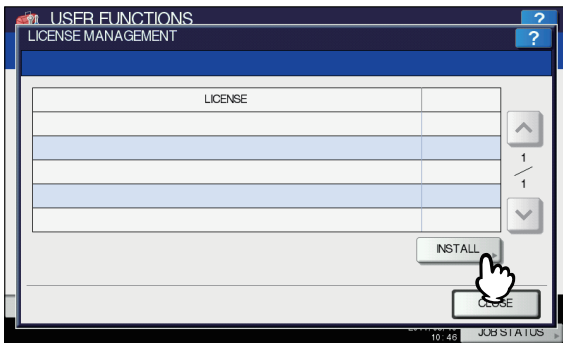 USER FUNCTIONS
?
LICENSE MANAGEMENT
?
LICENSE
1
1
INSTALL
CLOSE
10:46
JOB STATUS